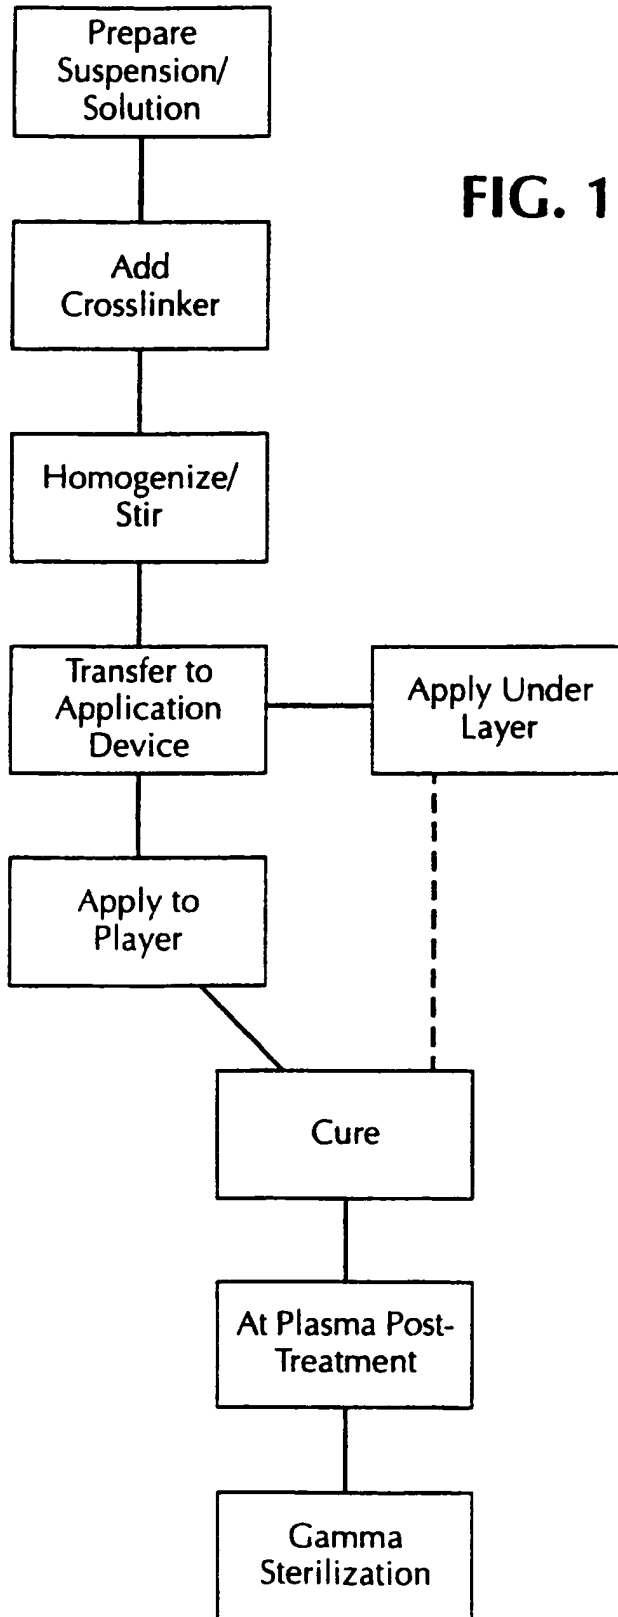 Prepare
Suspension/
Solution
FIG. 1
Add
Crosslinker
Homogenize/
Stir
Transfer to
Application
Device
Apply Under
Layer
Apply to
Player
Cure
At Plasma Post-
Treatment
Gamma
Sterilization